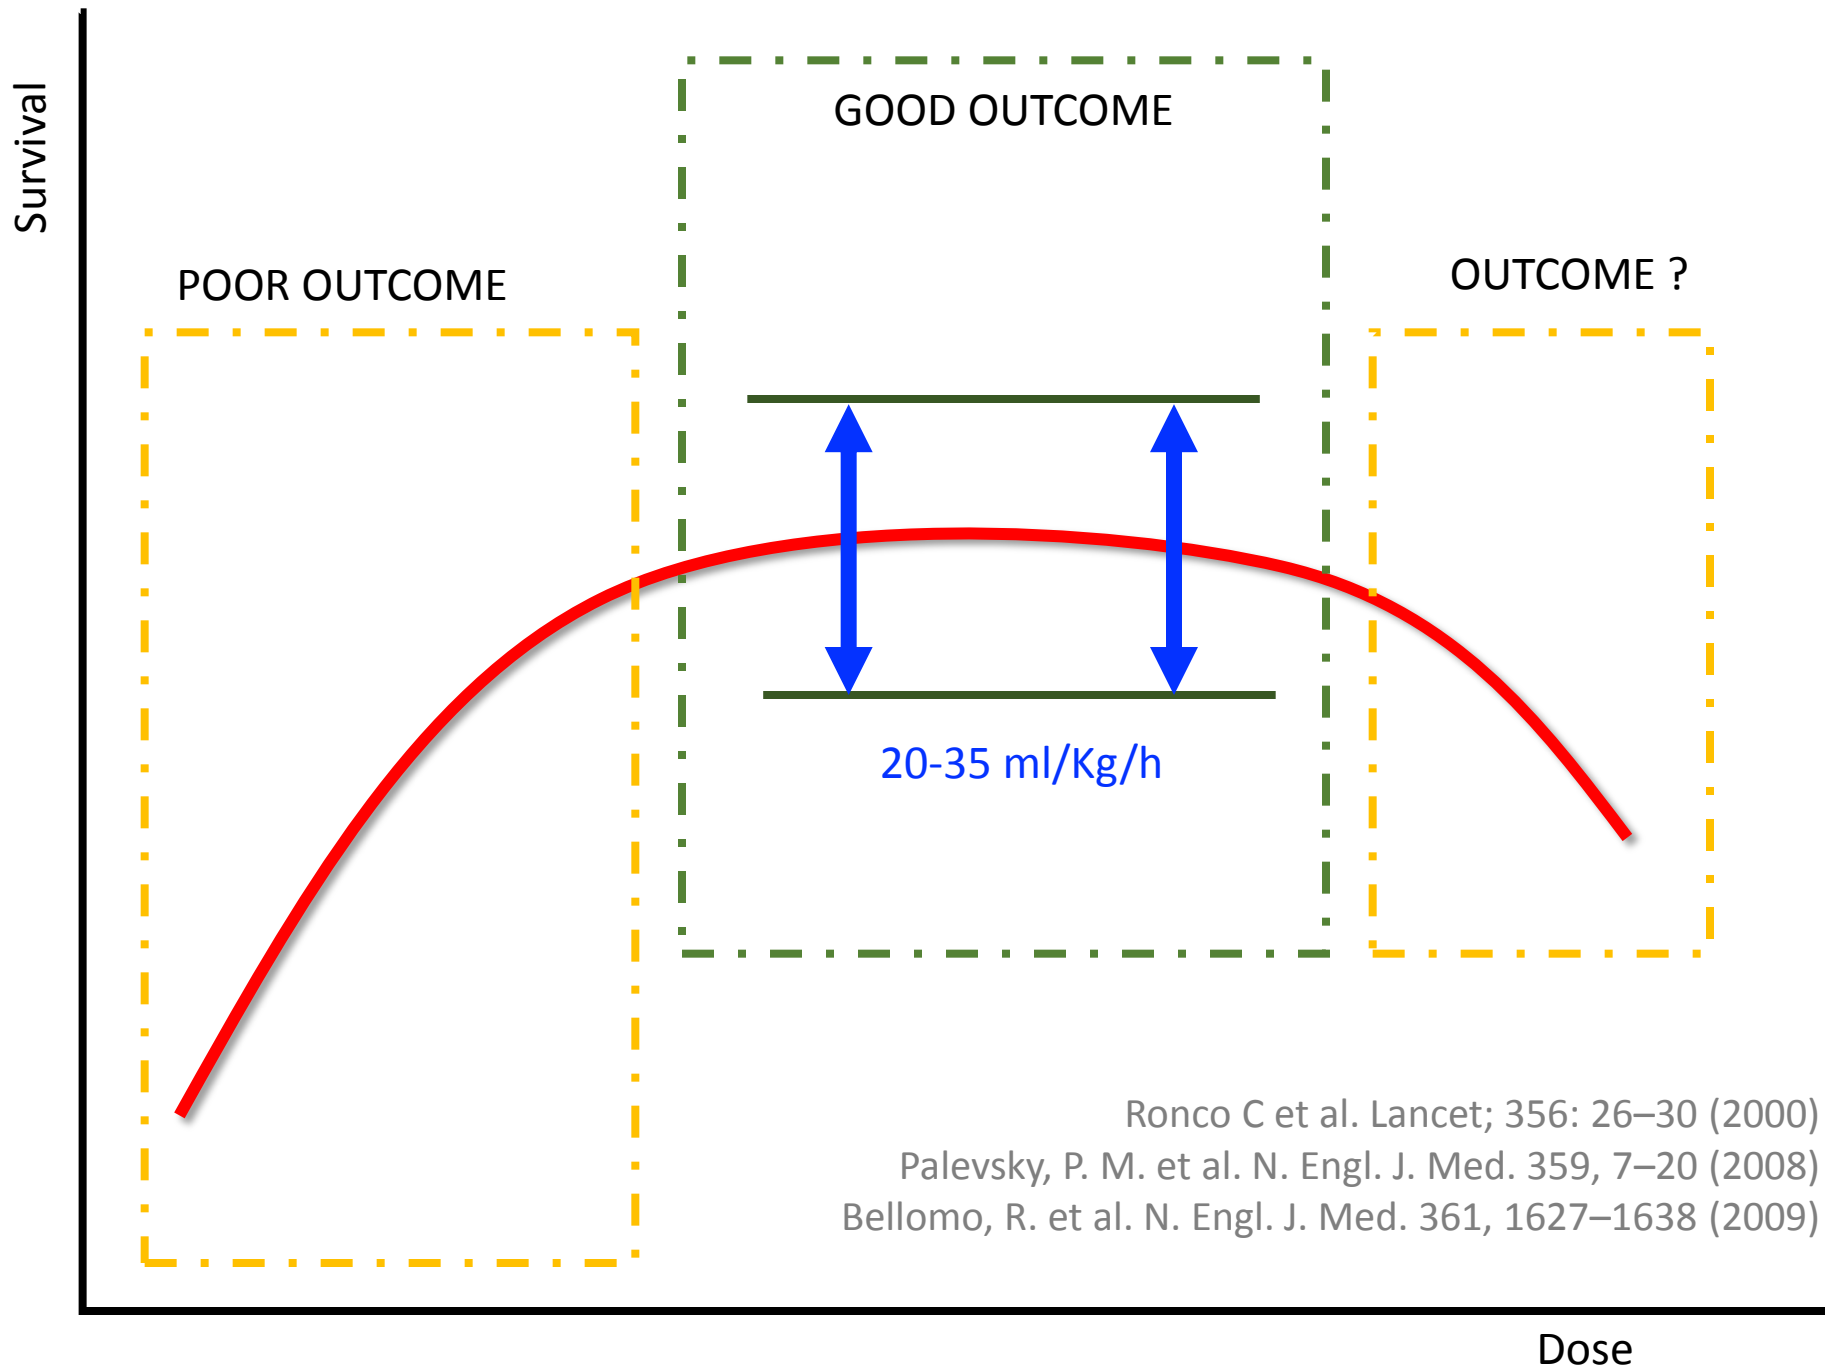 Survival
GOOD OUTCOME
POOR OUTCOME
OUTCOME ?
20-35 ml/Kg/h
Ronco C et al. Lancet; 356: 26–30 (2000)
Palevsky, P. M. et al. N. Engl. J. Med. 359, 7–20 (2008)
Bellomo, R. et al. N. Engl. J. Med. 361, 1627–1638 (2009)
Dose